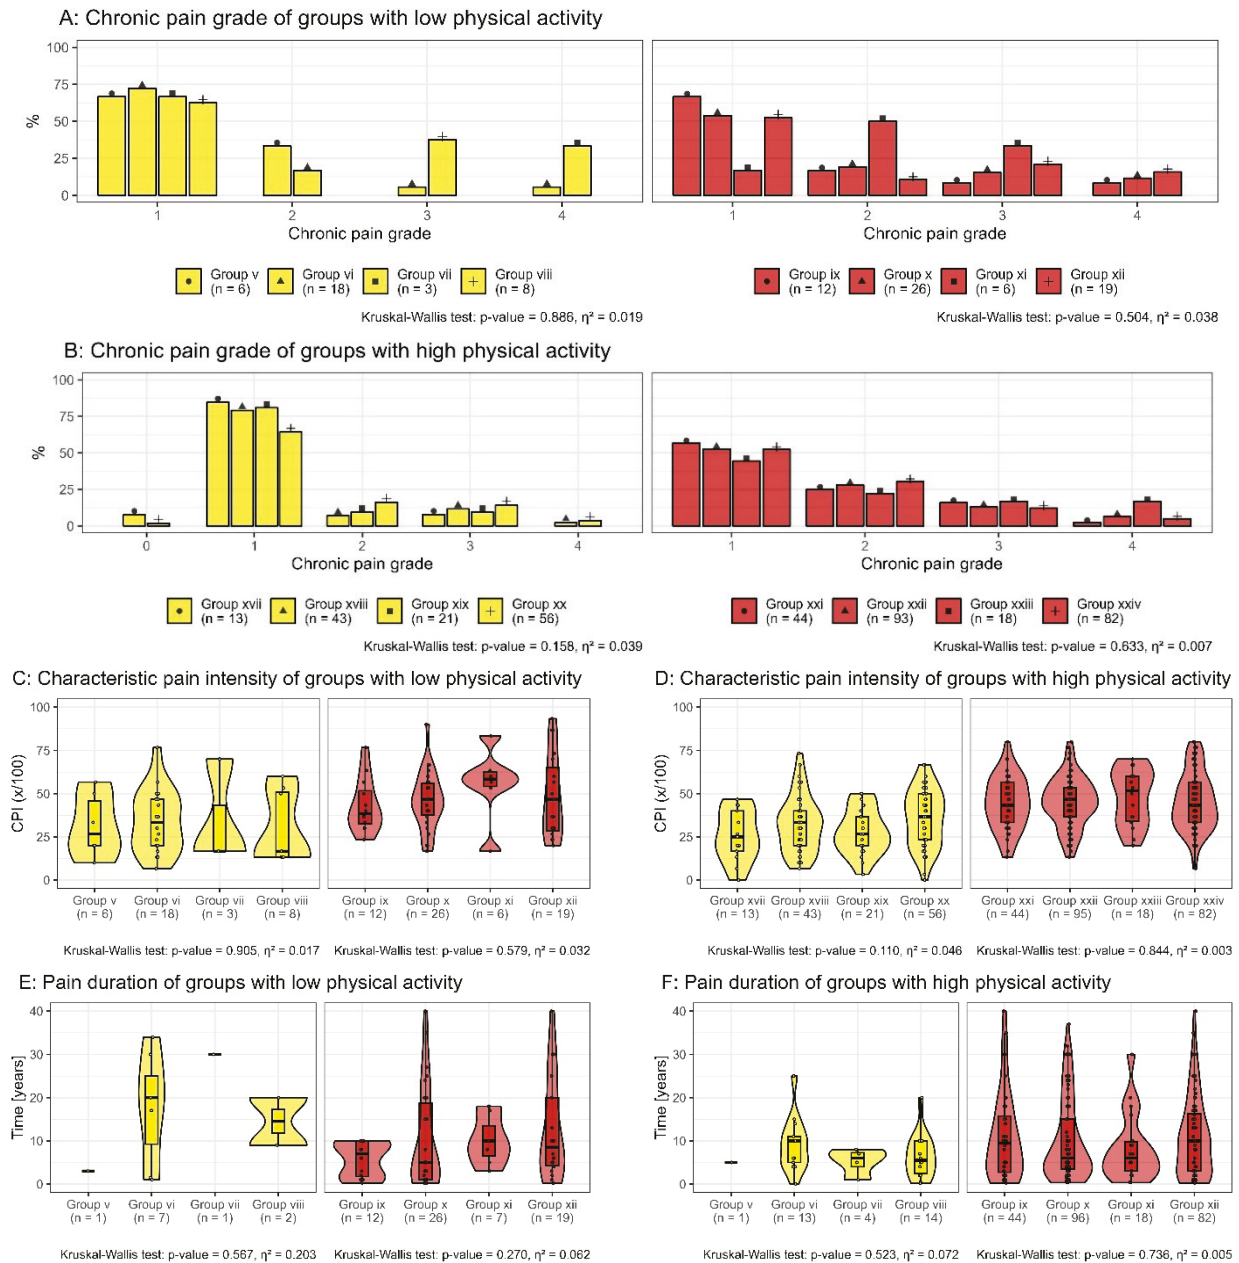 A: Chronic pain grade of groups with low physical activity
100
75
50
25
0
%
1 2 3 4
Chronic pain grade
1 2 3 4
Chronic pain grade
Group v (n = 6)
Group vi (n = 18)
Group vii (n = 3)
Group viii (n = 8)
Group ix (n = 12)
Group x (n = 26)
Group xi (n = 6)
Group xii (n = 19)
Kruskal-Wallis test: p-value = 0.886, η² = 0.019
Kruskal-Wallis test: p-value = 0.504, η² = 0.038
B: Chronic pain grade of groups with high physical activity
100
75
50
25
0
%
0 1 2 3 4
Chronic pain grade
1 2 3 4
Chronic pain grade
Group xvii (n = 13)
Group xviii (n = 43)
Group xix (n = 21)
Group xx (n = 56)
Group xxi (n = 44)
Group xxii (n = 93)
Group xxiii (n = 18)
Group xxiv (n = 82)
Kruskal-Wallis test: p-value = 0.158, η² = 0.039
Kruskal-Wallis test: p-value = 0.633, η² = 0.007
C: Characteristic pain intensity of groups with low physical activity
100
75
50
25
0
CPI (x/100)
Group v Group vi Group vii Group viii
(n = 6) (n = 18) (n = 3) (n = 8)
Group ix Group x Group xi Group xii
(n = 12) (n = 26) (n = 6) (n = 19)
Kruskal-Wallis test: p-value = 0.905, η² = 0.017
Kruskal-Wallis test: p-value = 0.579, η² = 0.032
D: Characteristic pain intensity of groups with high physical activity
100
75
50
25
0
CPI (x/100)
Group xvii Group xviii Group xix Group xx
(n = 13) (n = 43) (n = 21) (n = 56)
Group xxi Group xxii Group xxiii Group xxiv
(n = 44) (n = 95) (n = 18) (n = 82)
Kruskal-Wallis test: p-value = 0.110, η² = 0.046
Kruskal-Wallis test: p-value = 0.844, η² = 0.003
E: Pain duration of groups with low physical activity
40
30
20
10
0
Time [years]
Group v Group vi Group vii Group viii
(n = 1) (n = 7) (n = 1) (n = 2)
Group ix Group x Group xi Group xii
(n = 12) (n = 26) (n = 7) (n = 19)
Kruskal-Wallis test: p-value = 0.567, η² = 0.203
Kruskal-Wallis test: p-value = 0.270, η² = 0.062
F: Pain duration of groups with high physical activity
40
30
20
10
0
Time [years]
Group v Group vi Group vii Group viii
(n = 1) (n = 13) (n = 4) (n = 14)
Group ix Group x Group xi Group xii
(n = 44) (n = 96) (n = 18) (n = 82)
Kruskal-Wallis test: p-value = 0.523, η² = 0.072
Kruskal-Wallis test: p-value = 0.736, η² = 0.005